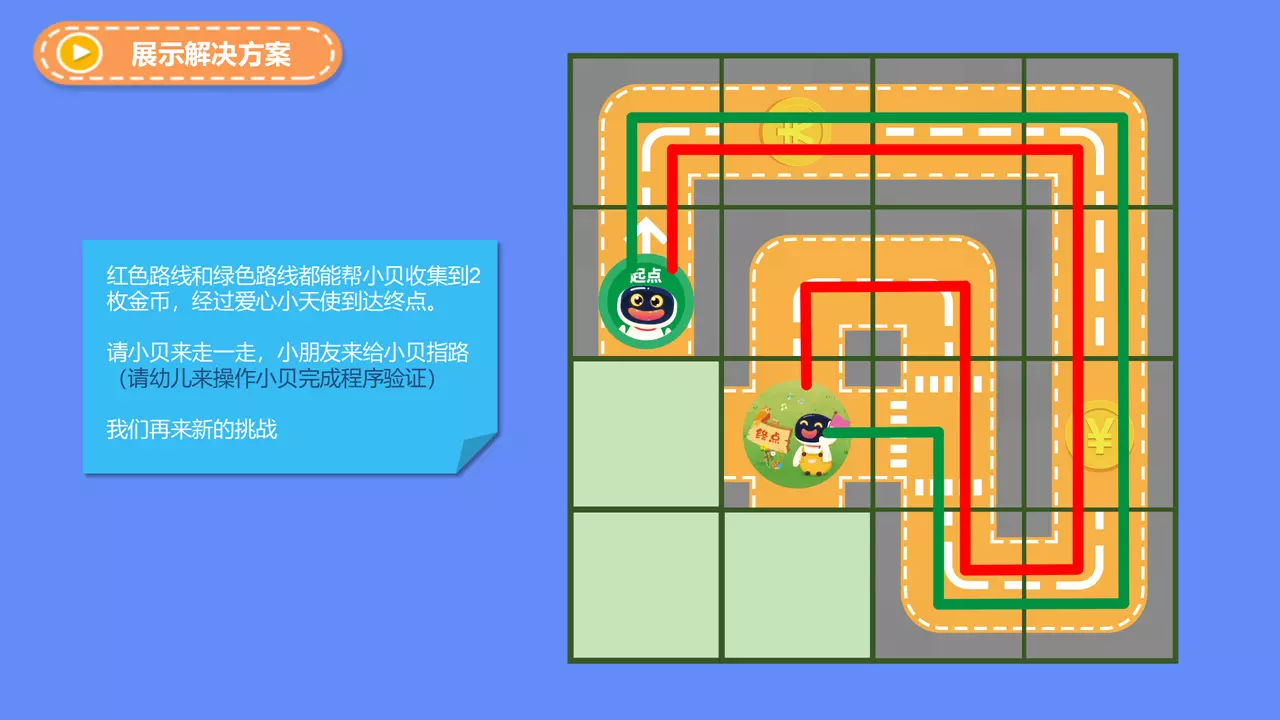 展示解决方案
红色路线和绿色路线都能帮小贝收集到2
枚金币，经过爱心小天使到达终点。
请小贝来走一走，小朋友来给小贝指路
（请幼儿来操作小贝完成程序验证）
我们再来新的挑战
¥
起点
终点
¥